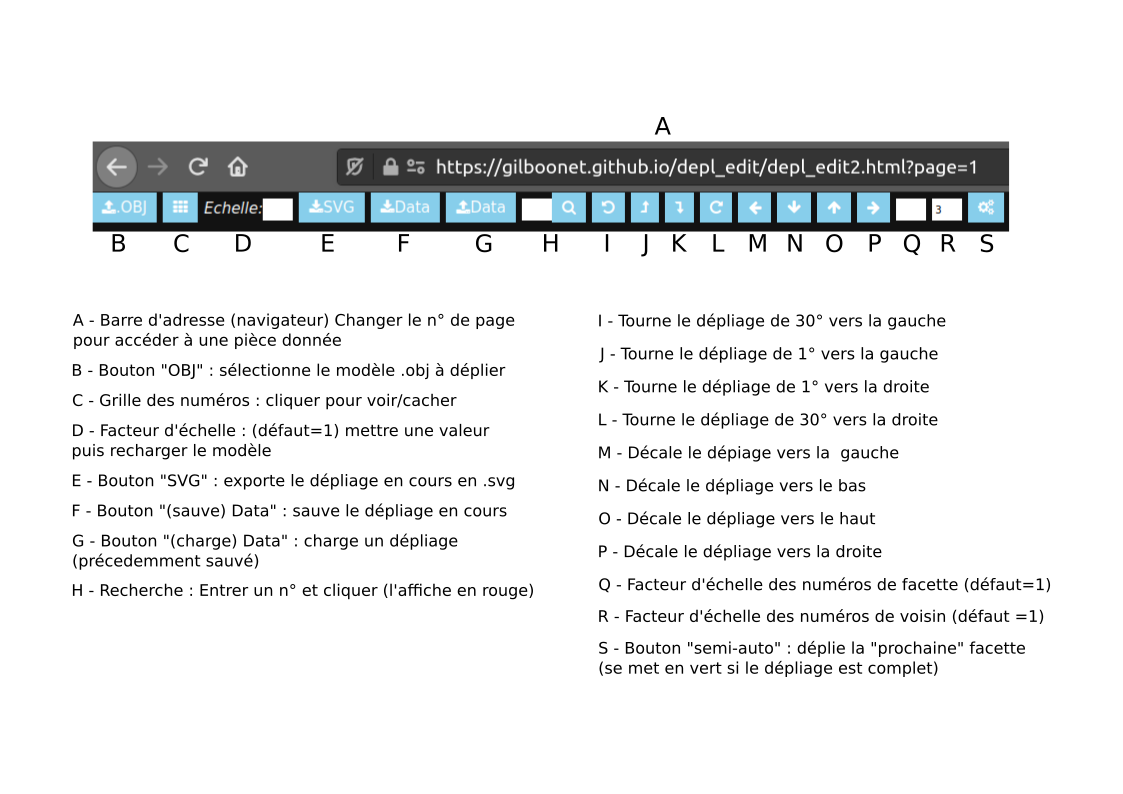 A
https://gilboonet.github.io/depl_edit/depl_edit2.html?page=1
.OBJ Echelle: SVG Data Data 3
B C D E F G H I J K L M N O P Q R S
A - Barre d'adresse (navigateur) Changer le n° de page
pour accéder à une pièce donnée
B - Bouton "OBJ" : sélectionne le modèle .obj à déplier
C - Grille des numéros : cliquer pour voir/cacher
D - Facteur d'échelle : (défaut=1) mettre une valeur
puis recharger le modèle
E - Bouton "SVG" : exporte le dépliage en cours en .svg
F - Bouton "(sauve) Data" : sauve le dépliage en cours
G - Bouton "(charge) Data" : charge un dépliage
(précedemment sauvé)
H - Recherche : Entrer un n° et cliquer (l'affiche en rouge)
I - Tourne le dépliage de 30° vers la gauche
J - Tourne le dépliage de 1° vers la gauche
K - Tourne le dépliage de 1° vers la droite
L - Tourne le dépliage de 30° vers la droite
M - Décale le dépiage vers la  gauche
N - Décale le dépliage vers le bas
O - Décale le dépliage vers le haut
P - Décale le dépliage vers la droite
Q - Facteur d'échelle des numéros de facette (défaut=1)
R - Facteur d'échelle des numéros de voisin (défaut =1)
S - Bouton "semi-auto" : déplie la "prochaine" facette
(se met en vert si le dépliage est complet)